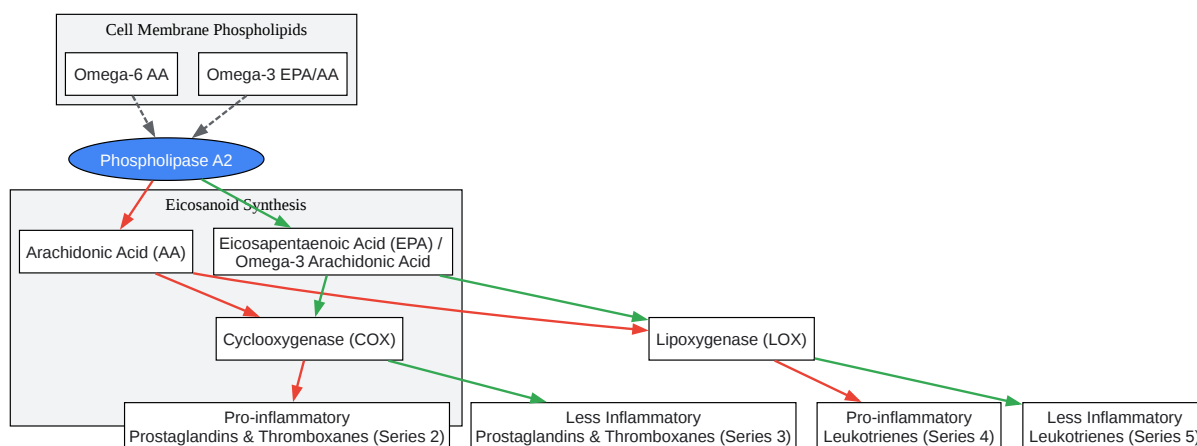 Cell Membrane Phospholipids
Omega-6 AA
Omega-3 EPA/AA
Phospholipase A2
Eicosanoid Synthesis
Arachidonic Acid (AA)
Eicosapentaenoic Acid (EPA) /
Omega-3 Arachidonic Acid
Cyclooxygenase (COX)
Lipoxygenase (LOX)
Pro-inflammatory
Prostaglandins & Thromboxanes (Series 2)
Less Inflammatory
Prostaglandins & Thromboxanes (Series 3)
Pro-inflammatory
Leukotrienes (Series 4)
Less Inflammatory
Leukotrienes (Series 5)